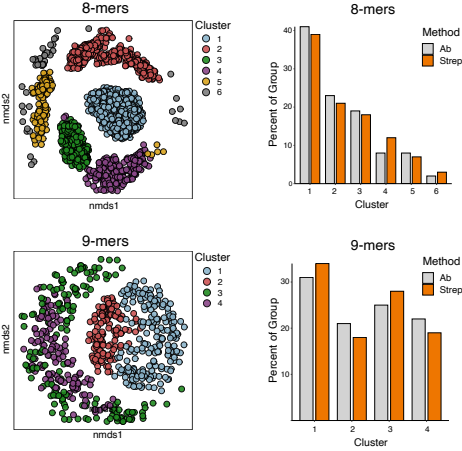 8-mers
nmds2
nmds1
Cluster
1
2
3
4
5
6
8-mers
Percent of Group
40
30
20
10
0
1 2 3 4 5 6
Cluster
Method
Ab
Strep
9-mers
nmds2
nmds1
Cluster
1
2
3
4
9-mers
Percent of Group
30
20
10
1 2 3 4
Cluster
Method
Ab
Strep